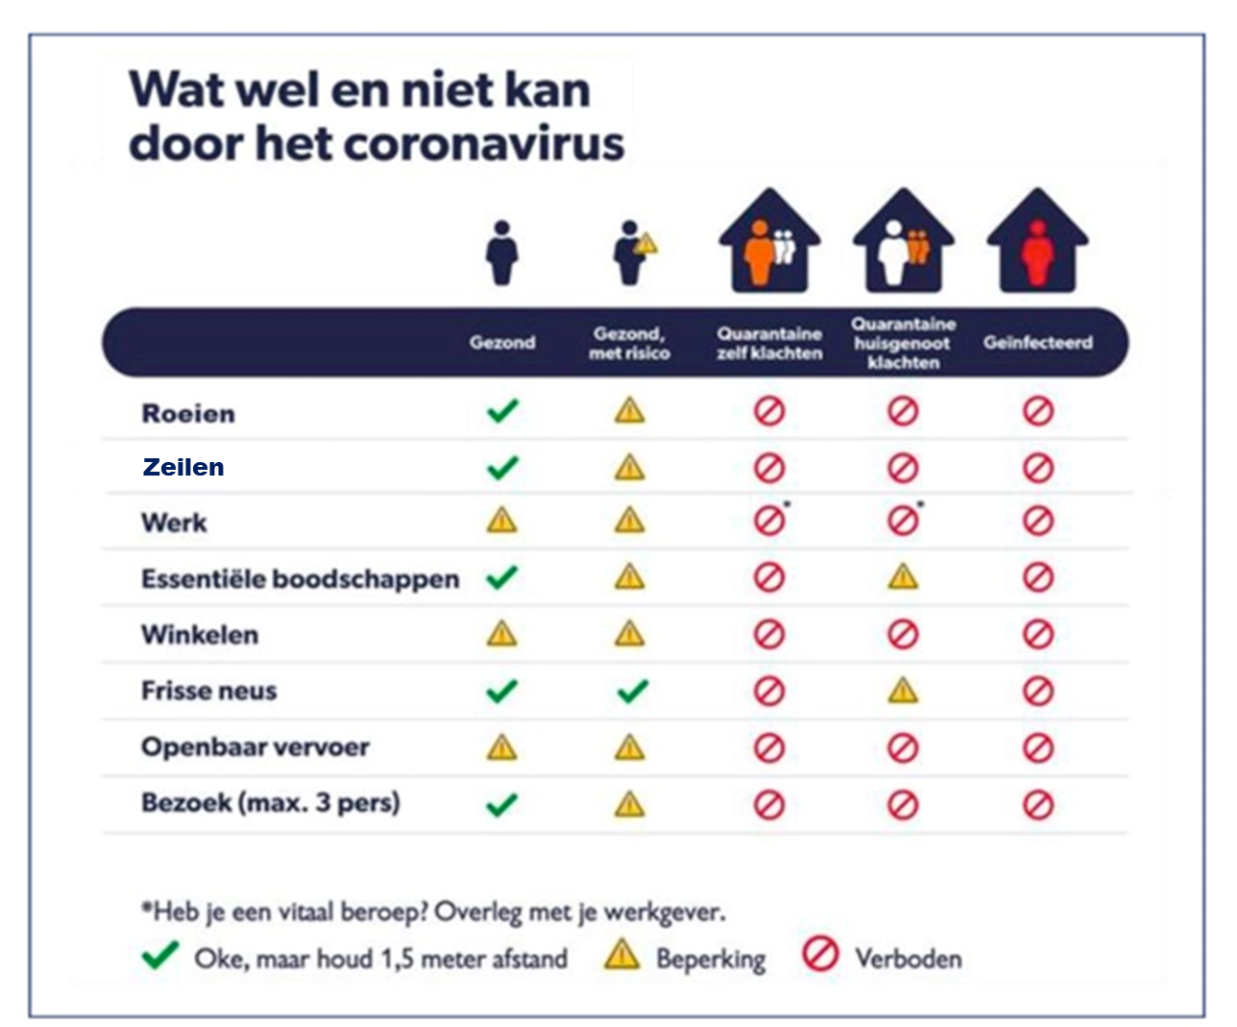 Wat wel en niet kan
door het coronavirus
Gezond
Gezond,
met risico
Quarantaine
zelf klachten
Quarantaine
huisgenoot
klachten
Geïnfecteerd
Roeien
Zeilen
Werk
* *
Essentiële boodschappen
Winkelen
Frisse neus
Openbaar vervoer
Bezoek (max. 3 pers)
*Heb je een vitaal beroep? Overleg met je werkgever.
Oke, maar houd 1,5 meter afstand Beperking Verboden